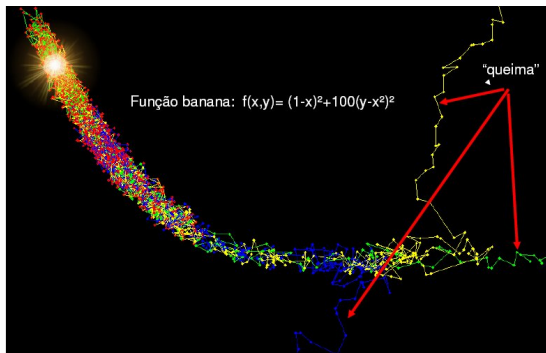 “queima”
Função banana: f(x,y)= (1-x)²+100(y-x²)²